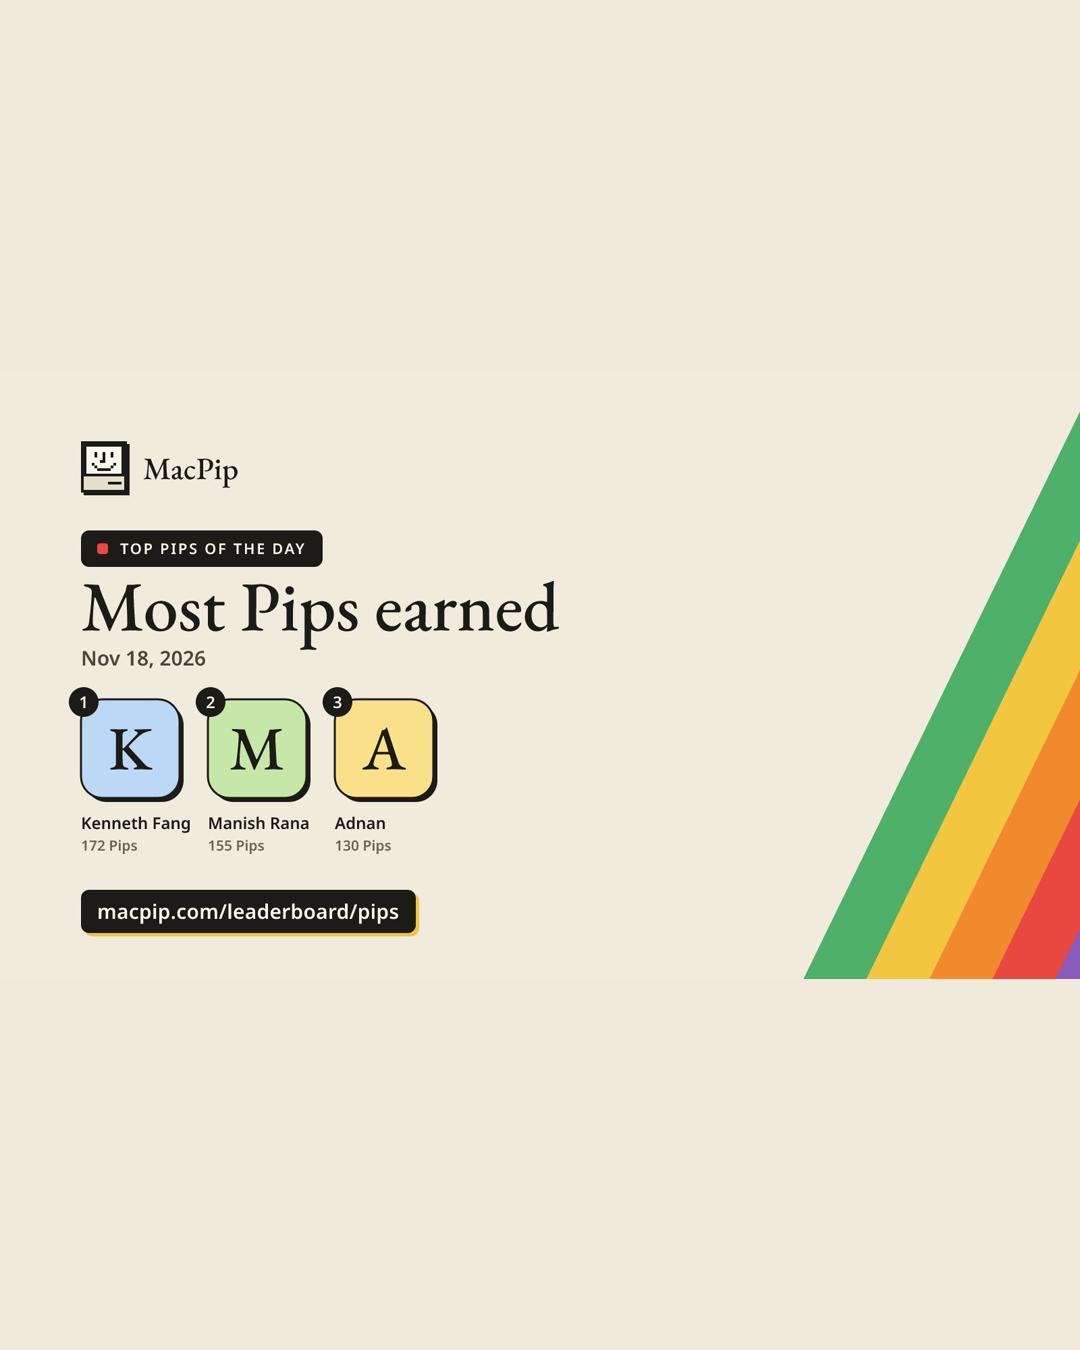 MacPip
TOP PIPS OF THE DAY
Most Pips earned
Nov 18, 2026
1 2 3
K M A
Kenneth Fang Manish Rana Adnan
172 Pips 155 Pips 130 Pips
macpip.com/leaderboard/pips